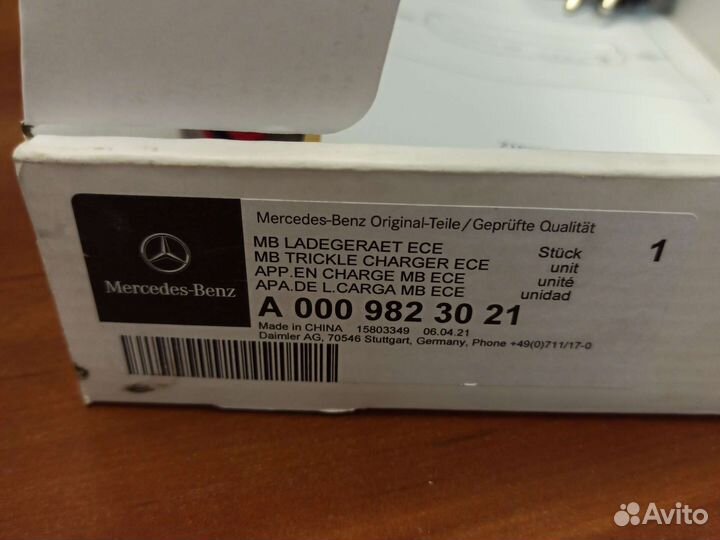 Mercedes-Benz
Mercedes-Benz Original-Teile/Geprüfte Qualität
MB LADEGERAET ECE Stück 1
MB TRICKLE CHARGER ECE unit
APP.EN CHARGE MB ECE unité
APA.DE L.CARGA MB ECE unidad
A 000 982 30 21
Made in CHINA 15803349 06.04.21
Daimler AG, 70546 Stuttgart, Germany, Phone +49(0)711/17-0
Avito